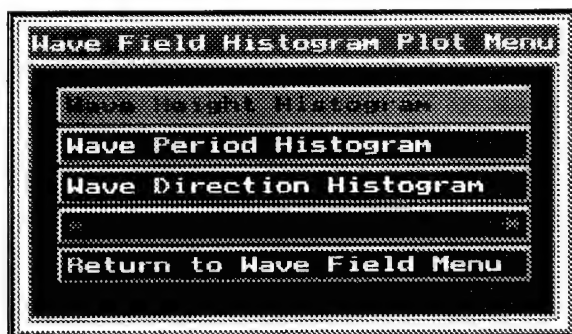 Wave Field Histogram Plot Menu
Wave Height Histogram
Wave Period Histogram
Wave Direction Histogram
Return to Wave Field Menu